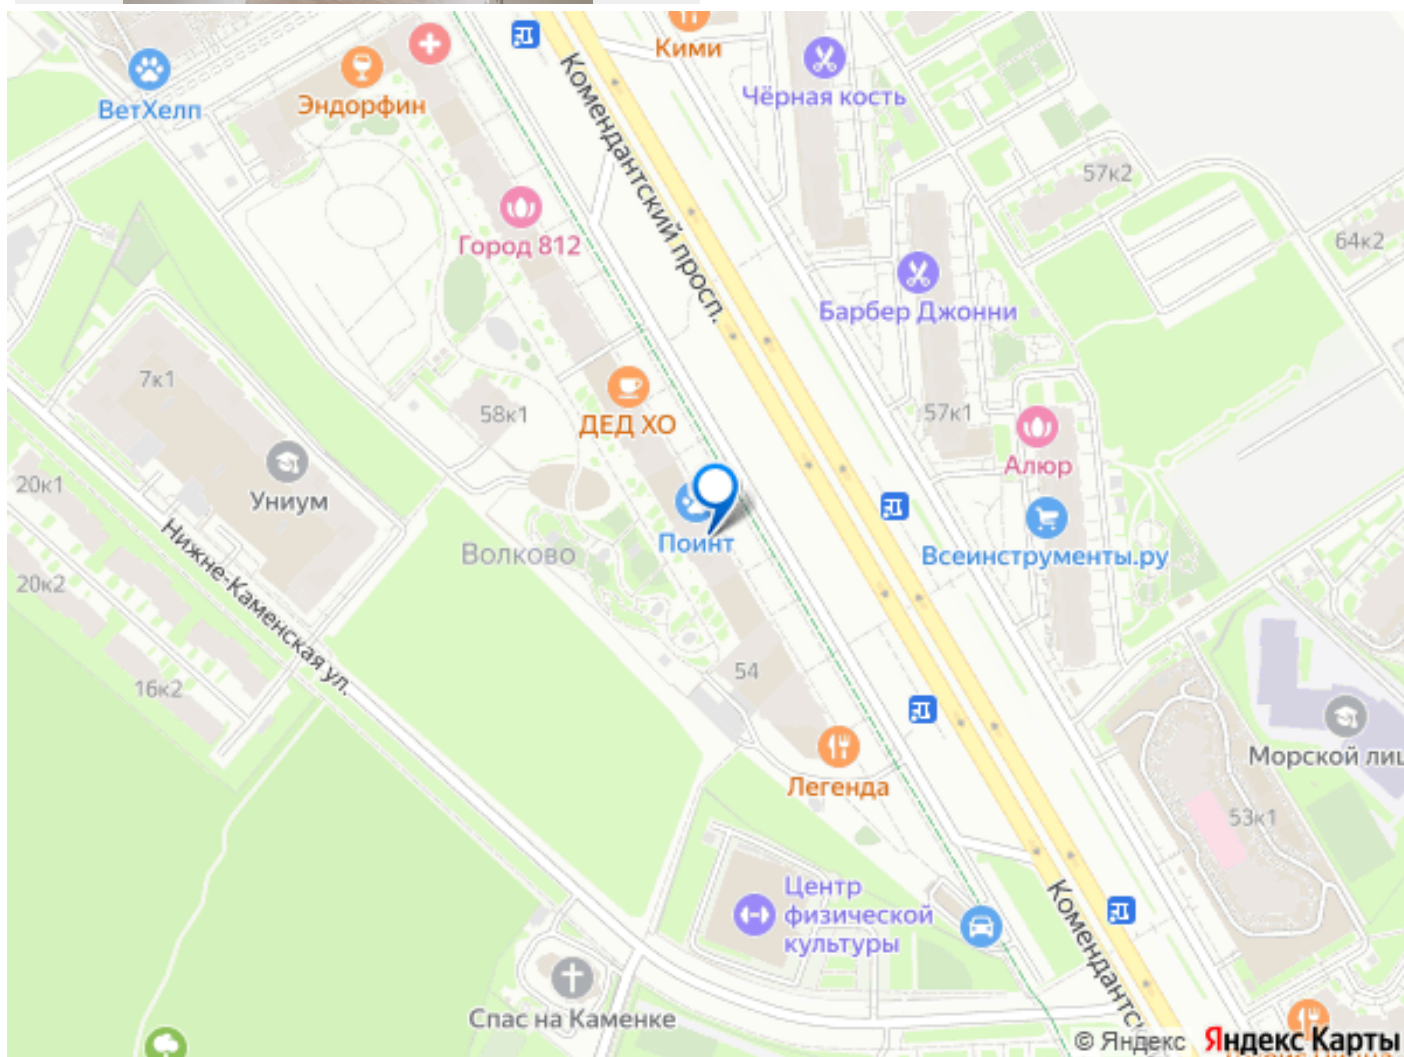 Кими
ВетХелп
Эндорфин
Чёрная кость
Комендантский просп.
57к2
Город 812
64к2
Барбер Джонни
7к1
58к1
ДЕД ХО
57к1
Алюр
20к1
Униум
Поинт
Волково
Всеинструменты.ру
20к2
Нижне-Каменская ул.
16к2
54
Легенда
Морской лиц
53к1
Центр
физической
культуры
Комендантс
Спас на Каменке
© Яндекс Яндекс Карты